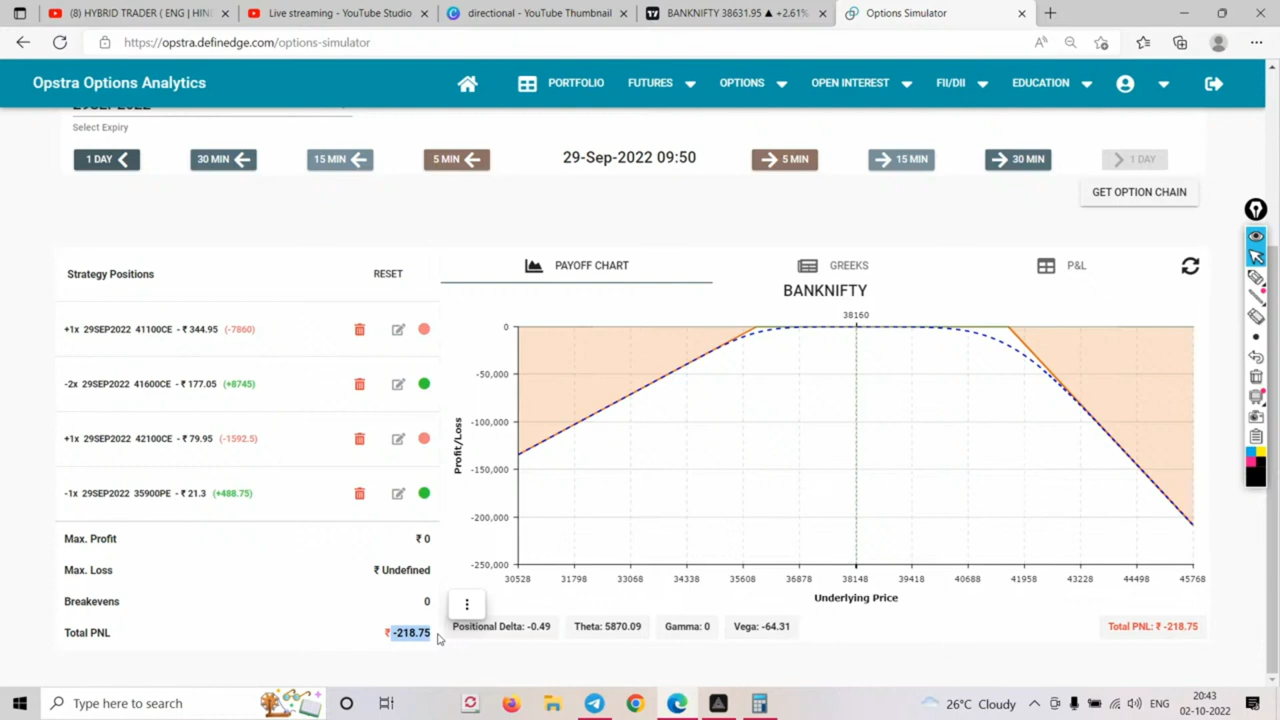 (8) HYBRID TRADER ( ENG | HIN
Live streaming - YouTube Studio
directional - YouTube Thumbnail
BANKNIFTY 38631.95 ▲ +2.61%
Options Simulator
https://opstra.definedge.com/options-simulator
Opstra Options Analytics
PORTFOLIO
FUTURES
OPTIONS
OPEN INTEREST
FII/DII
EDUCATION
29SEP2022
Select Expiry
1 DAY
30 MIN
15 MIN
5 MIN
29-Sep-2022 09:50
5 MIN
15 MIN
30 MIN
1 DAY
GET OPTION CHAIN
Strategy Positions
RESET
+1x 29SEP2022 41100CE - ₹ 344.95 (-7860)
-2x 29SEP2022 41600CE - ₹ 177.05 (+8745)
+1x 29SEP2022 42100CE - ₹ 79.95 (-1592.5)
-1x 29SEP2022 35900PE - ₹ 21.3 (+488.75)
Max. Profit ₹ 0
Max. Loss ₹ Undefined
Breakevens 0
Total PNL ₹ -218.75
PAYOFF CHART
GREEKS
P&L
BANKNIFTY
38160
0
-50,000
-100,000
-150,000
-200,000
-250,000
Profit/Loss
30528 31798 33068 34338 35608 36878 38148 39418 40688 41958 43228 44498 45768
Underlying Price
Positional Delta: -0.49
Theta: 5870.09
Gamma: 0
Vega: -64.31
Total PNL: ₹ -218.75
Type here to search
26°C Cloudy
ENG
20:43
02-10-2022